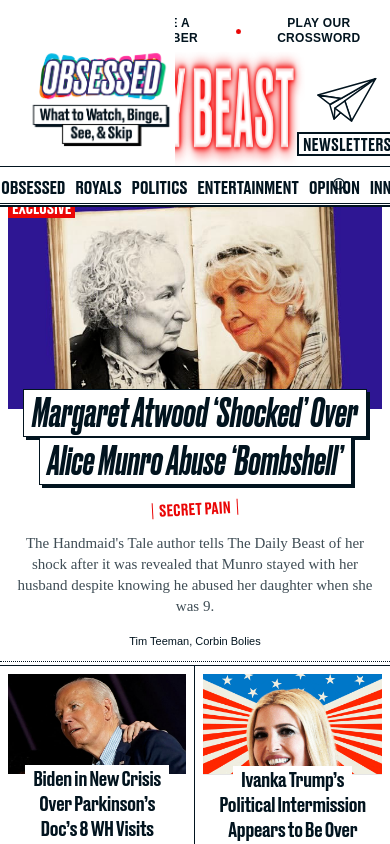 E A
BER
PLAY OUR
CROSSWORD
OBSESSED
What to Watch, Binge,
See, & Skip
Y BEAST
NEWSLETTERS
OBSESSED ROYALS POLITICS ENTERTAINMENT OPINION INN
EXCLUSIVE
Margaret Atwood ‘Shocked’ Over
Alice Munro Abuse ‘Bombshell’
SECRET PAIN
The Handmaid's Tale author tells The Daily Beast of her
shock after it was revealed that Munro stayed with her
husband despite knowing he abused her daughter when she
was 9.
Tim Teeman, Corbin Bolies
Biden in New Crisis
Over Parkinson’s
Doc’s 8 WH Visits
Ivanka Trump’s
Political Intermission
Appears to Be Over